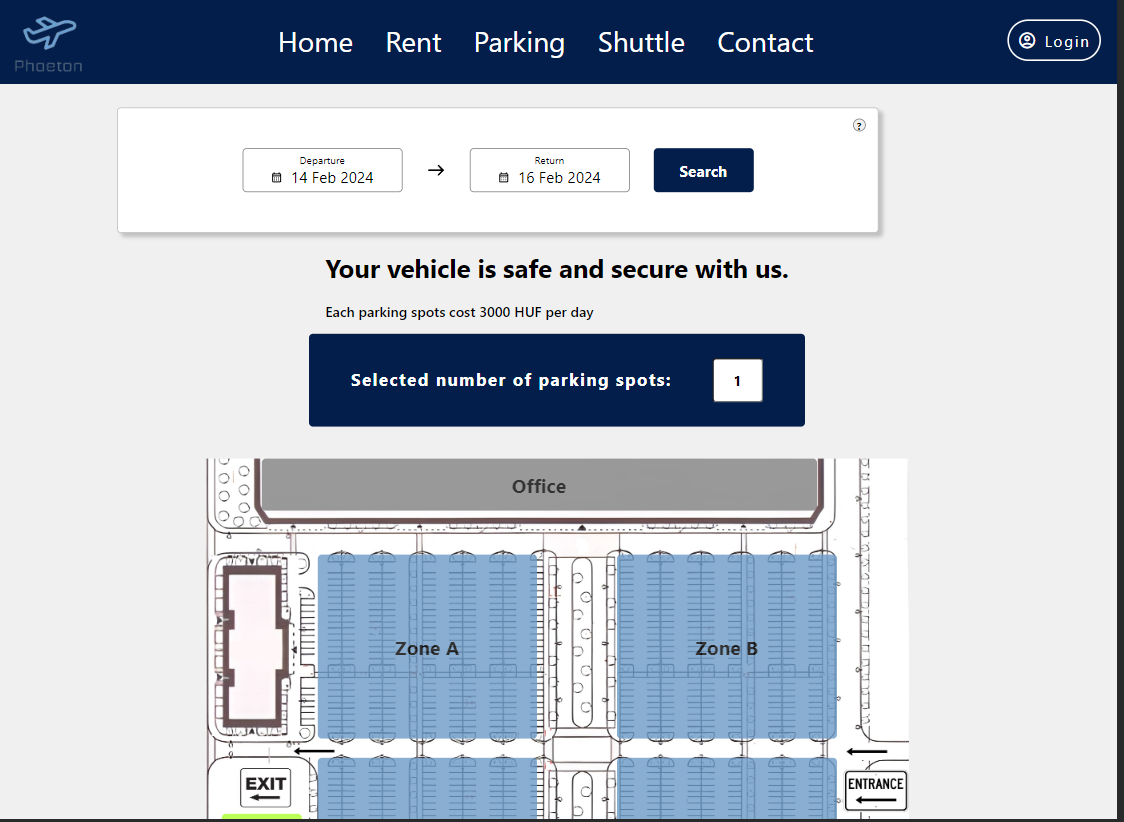 Phaeton
Home Rent Parking Shuttle Contact
Login
?
Departure
14 Feb 2024
Return
16 Feb 2024
Search
Your vehicle is safe and secure with us.
Each parking spots cost 3000 HUF per day
Selected number of parking spots: 1
Office
Zone A
Zone B
EXIT
ENTRANCE